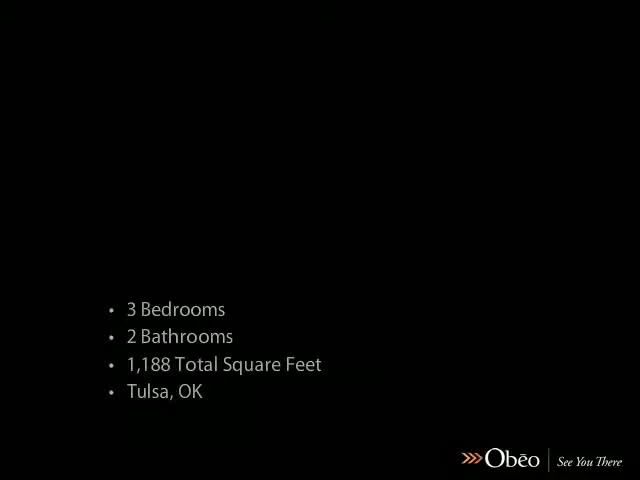 • 3 Bedrooms
• 2 Bathrooms
• 1,188 Total Square Feet
• Tulsa, OK
Obēo | See You There